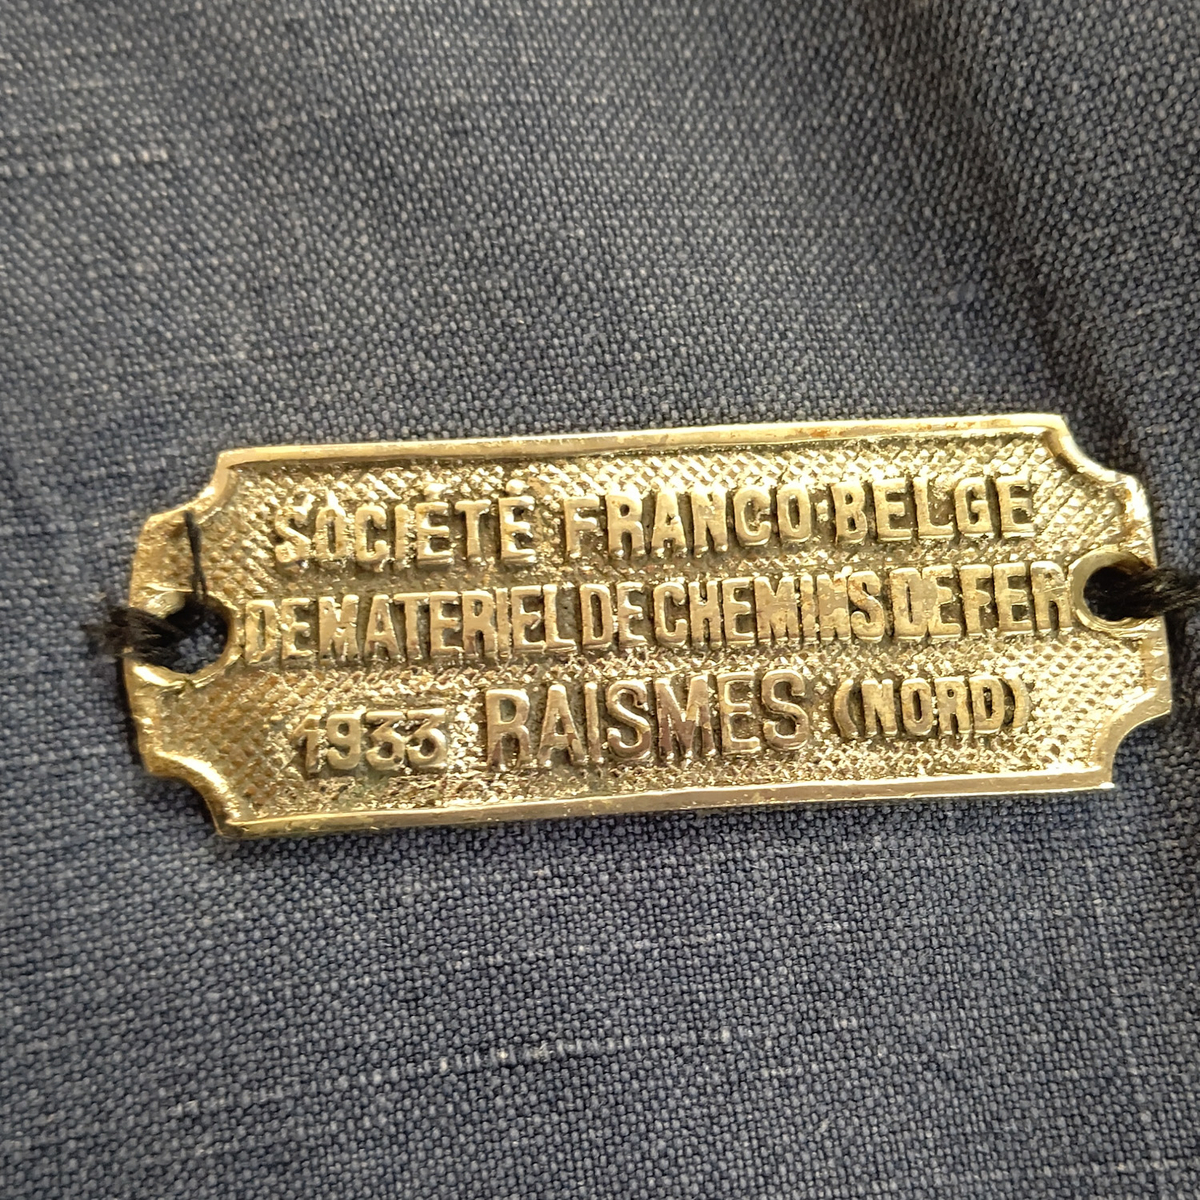 SOCIÉTÉ FRANCO-BELGE
DE MATERIEL DE CHEMINS DE FER
1933 RAISMES (NORD)